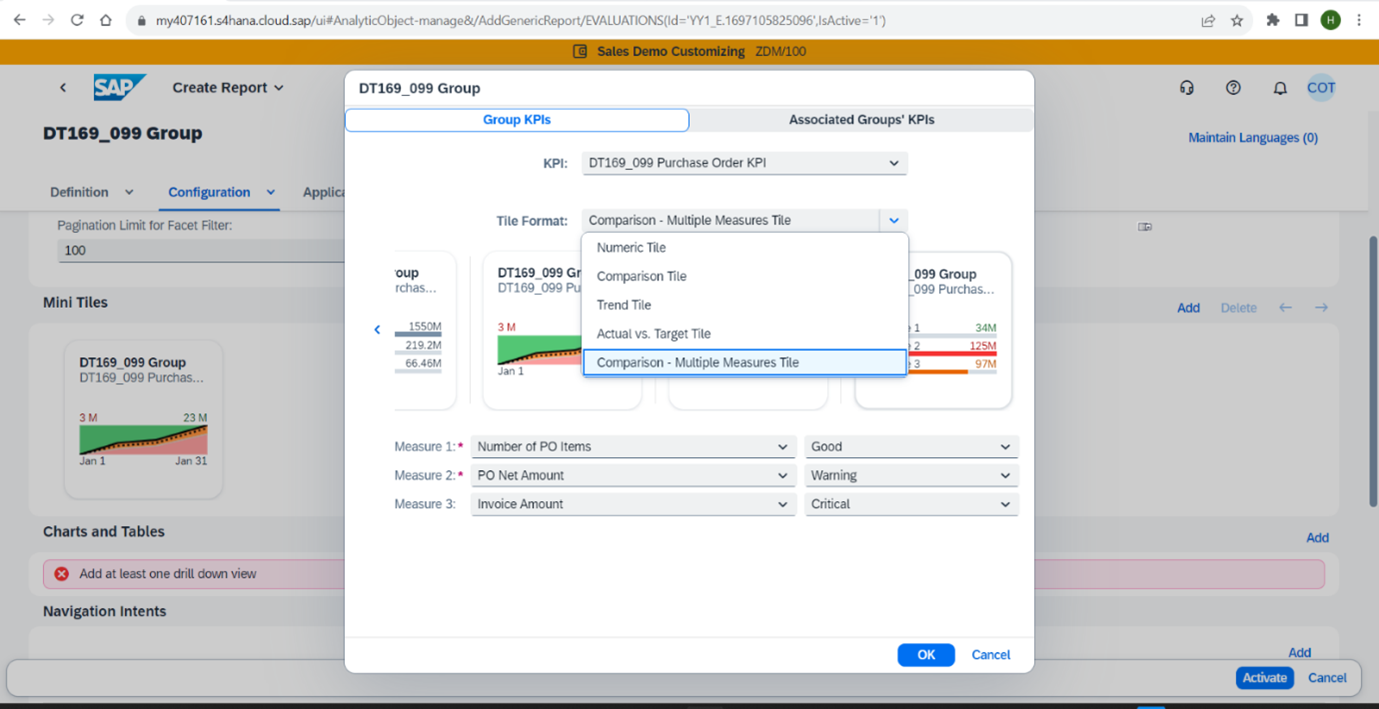 my407161.s4hana.cloud.sap/ui#AnalyticObject-manage&/AddGenericReport/EVALUATIONS(Id='YY1_E.1697105825096',IsActive='1')
H
Sales Demo Customizing ZDM/100
SAP
Create Report
COT
DT169_099 Group
Maintain Languages (0)
Definition
Configuration
Applica
Pagination Limit for Facet Filter:
100
Mini Tiles
Add
Delete
DT169_099 Group
DT169_099 Purchas...
3 M 23 M
Jan 1 Jan 31
Charts and Tables
Add
Add at least one drill down view
Navigation Intents
Add
Activate
Cancel
DT169_099 Group
Group KPIs
Associated Groups' KPIs
KPI: DT169_099 Purchase Order KPI
Tile Format: Comparison - Multiple Measures Tile
Numeric Tile
Comparison Tile
Trend Tile
Actual vs. Target Tile
Comparison - Multiple Measures Tile
roup
rchas...
1550M
219.2M
66.46M
DT169_099 Gr
DT169_099 Pu
3 M
Jan 1
_099 Group
_099 Purchas...
1 34M
2 125M
3 97M
Measure 1:* Number of PO Items Good
Measure 2:* PO Net Amount Warning
Measure 3: Invoice Amount Critical
OK
Cancel